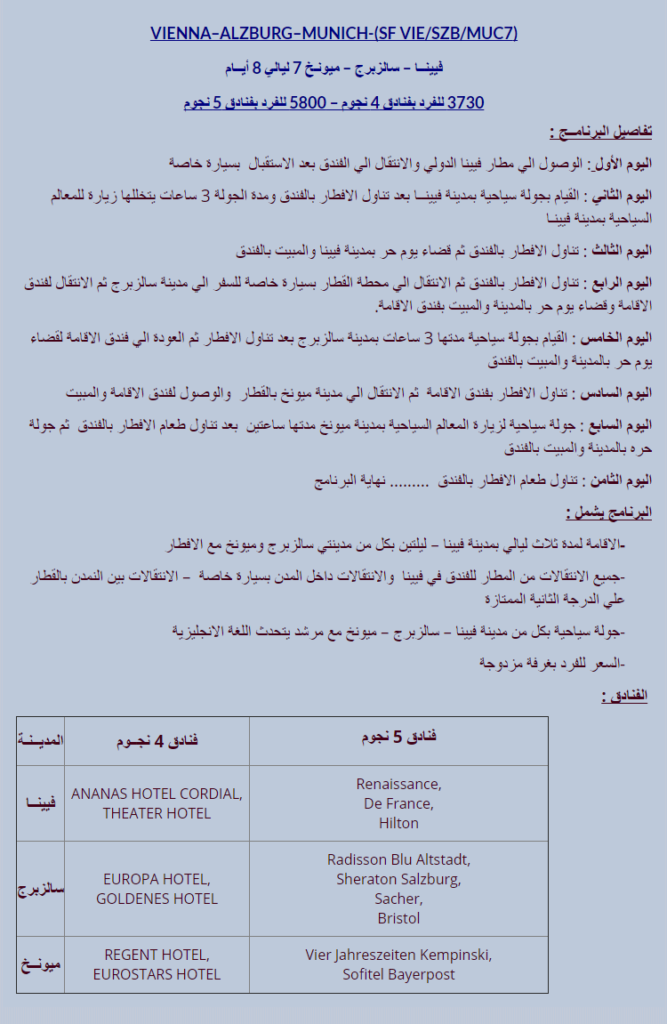 VIENNA–ALZBURG–MUNICH-(SF VIE/SZB/MUC7)
فيينــا – سالزبرج – ميونـخ 7 ليالي 8 أيــام
3730 للفرد بفنادق 4 نجوم – 5800 للفرد بفنادق 5 نجوم
تفاصيل البرنامــج :
اليوم الأول: الوصول الي مطار فيينا الدولي والانتقال الي الفندق بعد الاستقبال بسيارة خاصة
اليوم الثاني : القيام بجولة سياحية بمدينة فيينــا بعد تناول الافطار بالفندق ومدة الجولة 3 ساعات يتخللها زيارة للمعالم
السياحية بمدينة فيينـا
اليوم الثالث : تناول الافطار بالفندق ثم قضاء يوم حر بمدينة فيينا والمبيت بالفندق
اليوم الرابع : تناول الافطار بالفندق ثم الانتقال الي محطة القطار بسيارة خاصة للسفر الي مدينة سالزبرج ثم الانتقال لفندق
الاقامة وقضاء يوم حر بالمدينة والمبيت بفندق الاقامة.
اليوم الخامس : القيام بجولة سياحية مدتها 3 ساعات بمدينة سالزبرج بعد تناول الافطار ثم العودة الي فندق الاقامة لقضاء
يوم حر بالمدينة والمبيت بالفندق
اليوم السادس : تناول الافطار بفندق الاقامة ثم الانتقال الي مدينة ميونخ بالقطار والوصول لفندق الاقامة والمبيت
اليوم السابع : جولة سياحية لزيارة المعالم السياحية بمدينة ميونخ مدتها ساعتين بعد تناول طعام الافطار بالفندق ثم جولة
حره بالمدينة والمبيت بالفندق
اليوم الثامن : تناول طعام الافطار بالفندق ......... نهاية البرنامج
البرنامج يشمل :
-الاقامة لمدة ثلاث ليالي بمدينة فيينا – ليلتين بكل من مدينتي سالزبرج وميونخ مع الافطار
-جميع الانتقالات من المطار للفندق في فيينا والانتقالات داخل المدن بسيارة خاصة – الانتقالات بين النمدن بالقطار
علي الدرجة الثانية الممتازة
-جولة سياحية بكل من مدينة فيينا – سالزبرج – ميونخ مع مرشد يتحدث اللغة الانجليزية
-السعر للفرد بغرفة مزدوجة
الفنادق :
المديــنـة فنادق 4 نجــوم فنادق 5 نجوم
فيينــا
ANANAS HOTEL CORDIAL,
THEATER HOTEL
Renaissance,
De France,
Hilton
سالزبرج
EUROPA HOTEL,
GOLDENES HOTEL
Radisson Blu Altstadt,
Sheraton Salzburg,
Sacher,
Bristol
ميونــخ
REGENT HOTEL,
EUROSTARS HOTEL
Vier Jahreszeiten Kempinski,
Sofitel Bayerpost